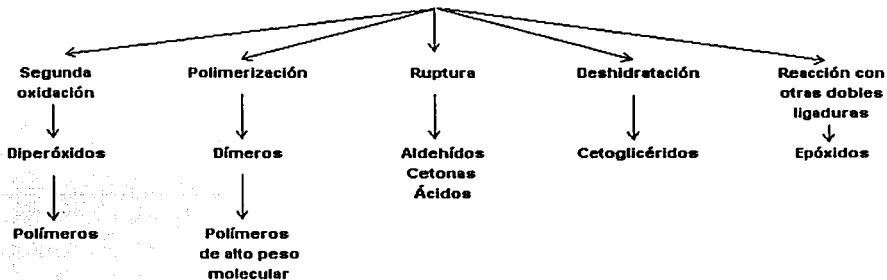 Segunda
oxidación
Polimerización
Ruptura
Deshidratación
Reacción con
otras dobles
ligaduras
Diperóxidos
Dímeros
Aldehídos
Cetonas
Ácidos
Cetoglicéridos
Epóxidos
Polímeros
Polímeros
de alto peso
molecular